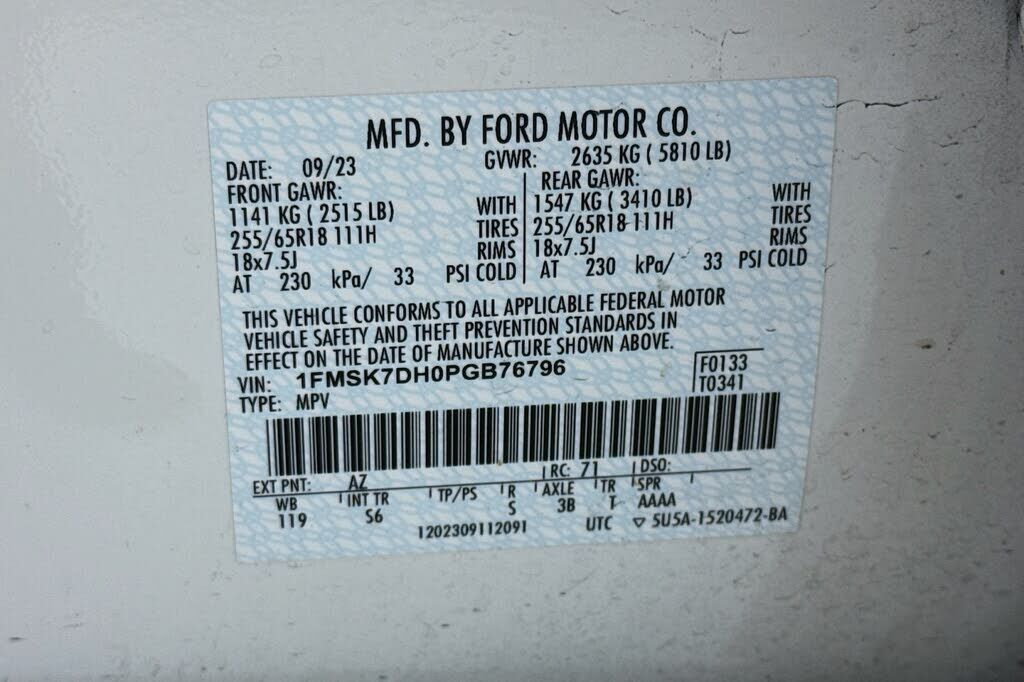 MFD. BY FORD MOTOR CO.
DATE: 09/23 GVWR: 2635 KG ( 5810 LB)
FRONT GAWR: REAR GAWR:
1141 KG ( 2515 LB) WITH 1547 KG ( 3410 LB) WITH
255/65R18 111H TIRES 255/65R18 111H TIRES
18x7.5J RIMS 18x7.5J RIMS
AT 230 kPa/ 33 PSI COLD AT 230 kPa/ 33 PSI COLD
THIS VEHICLE CONFORMS TO ALL APPLICABLE FEDERAL MOTOR
VEHICLE SAFETY AND THEFT PREVENTION STANDARDS IN
EFFECT ON THE DATE OF MANUFACTURE SHOWN ABOVE.
VIN: 1FMSK7DH0PGB76796 F0133
TYPE: MPV T0341
EXT PNT: AZ RC: 71 DSO:
WB INT TR TP/PS R AXLE TR SPR
119 S6 S 3B T AAAA
1202309112091 UTC ▽ 5U5A-1520472-BA